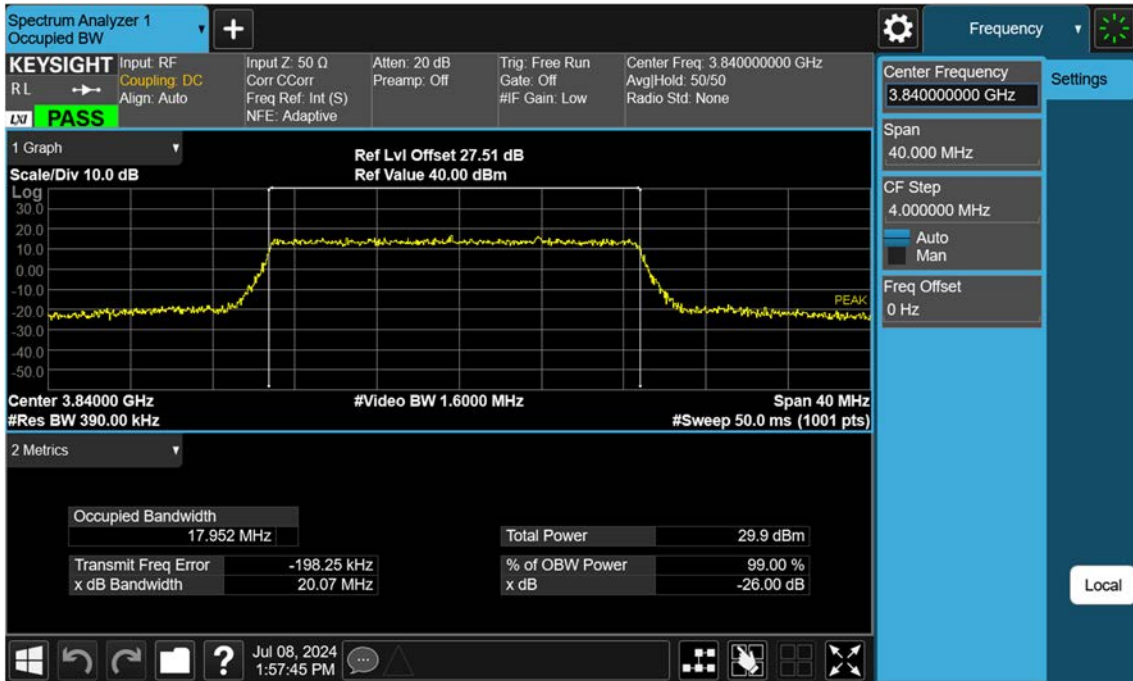 Spectrum Analyzer 1
Occupied BW
+
Frequency
KEYSIGHT
RL
LXI PASS
Input: RF
Coupling: DC
Align: Auto
Input Z: 50 Ω
Corr CCorr
Freq Ref: Int (S)
NFE: Adaptive
Atten: 20 dB
Preamp: Off
Trig: Free Run
Gate: Off
#IF Gain: Low
Center Freq: 3.840000000 GHz
Avg|Hold: 50/50
Radio Std: None
1 Graph
Scale/Div 10.0 dB
Ref Lvl Offset 27.51 dB
Ref Value 40.00 dBm
Log
30.0
20.0
10.0
0.00
-10.0
-20.0
-30.0
-40.0
-50.0
PEAK
Center 3.84000 GHz
#Res BW 390.00 kHz
#Video BW 1.6000 MHz
Span 40 MHz
#Sweep 50.0 ms (1001 pts)
2 Metrics
Occupied Bandwidth
17.952 MHz
Transmit Freq Error -198.25 kHz
x dB Bandwidth 20.07 MHz
Total Power 29.9 dBm
% of OBW Power 99.00 %
x dB -26.00 dB
Center Frequency
3.840000000 GHz
Span
40.000 MHz
CF Step
4.000000 MHz
Auto
Man
Freq Offset
0 Hz
Settings
Local
?
Jul 08, 2024
1:57:45 PM